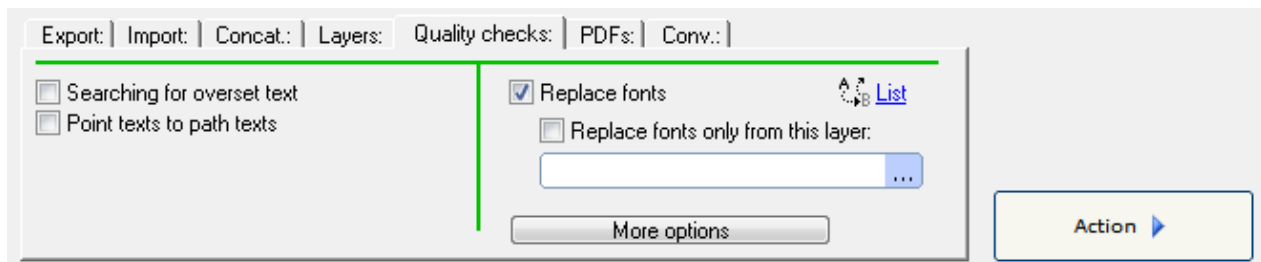 Export: Import: Concat.: Layers: Quality checks: PDFs: Conv.:
Searching for overset text
Point texts to path texts
Replace fonts
A B List
Replace fonts only from this layer:
...
More options
Action